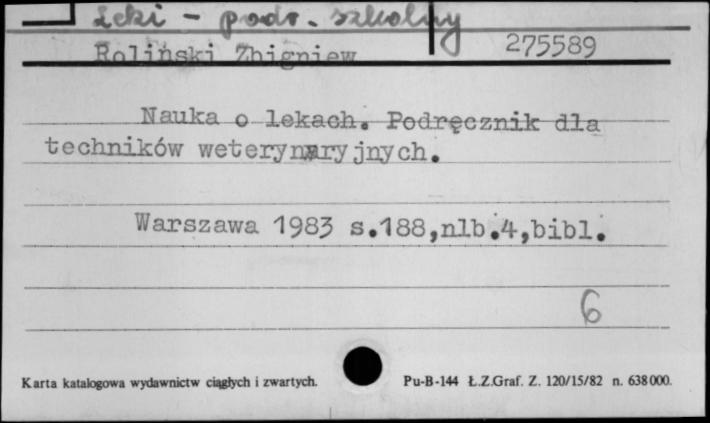 Leki - podr. szkolny
Roliński Zbigniew 275589
Nauka o lekach. Podręcznik dla
techników weterynaryjnych.
Warszawa 1983 s.188,nlb.4,bibl.
6
Karta katalogowa wydawnictw ciągłych i zwartych. Pu-B-144 Ł.Z.Graf. Z. 120/15/82 n. 638000.